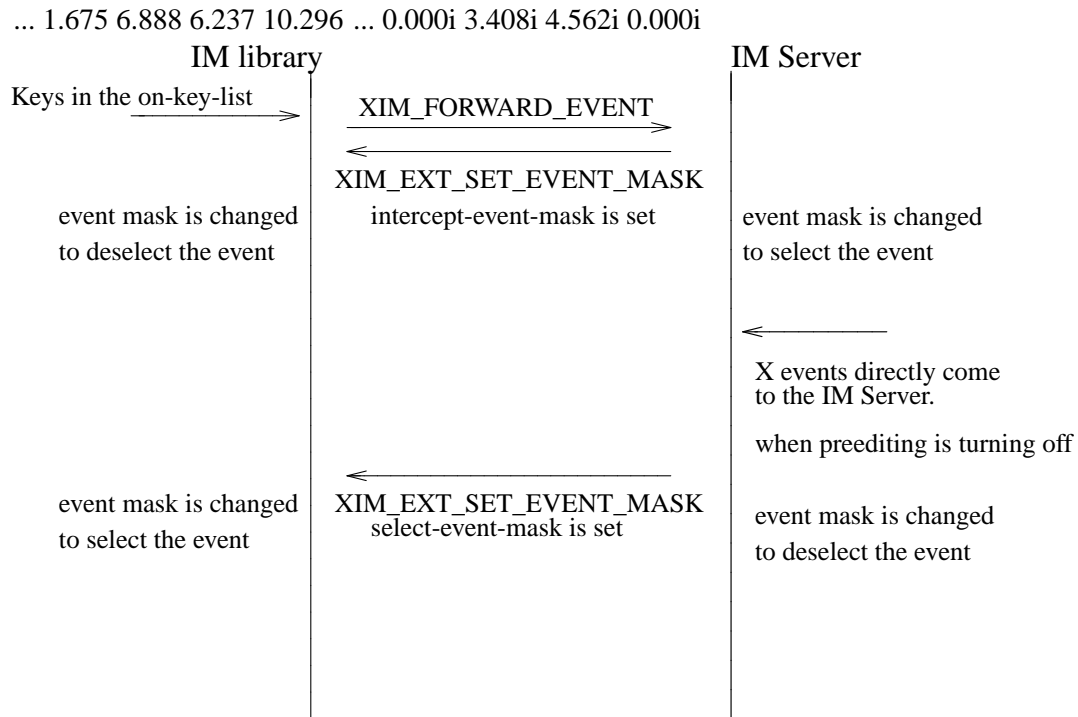 ... 1.675 6.888 6.237 10.296 ... 0.000i 3.408i 4.562i 0.000i
IM library
IM Server
Keys in the on-key-list
XIM_FORWARD_EVENT
XIM_EXT_SET_EVENT_MASK
event mask is changed
to deselect the event
intercept-event-mask is set
event mask is changed
to select the event
X events directly come
to the IM Server.
when preediting is turning off
event mask is changed
to select the event
XIM_EXT_SET_EVENT_MASK
select-event-mask is set
event mask is changed
to deselect the event